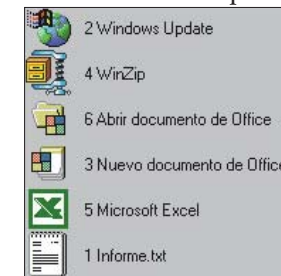 2 Windows Update
4 WinZip
6 Abrir documento de Office
3 Nuevo documento de Office
5 Microsoft Excel
1 Informe.txt